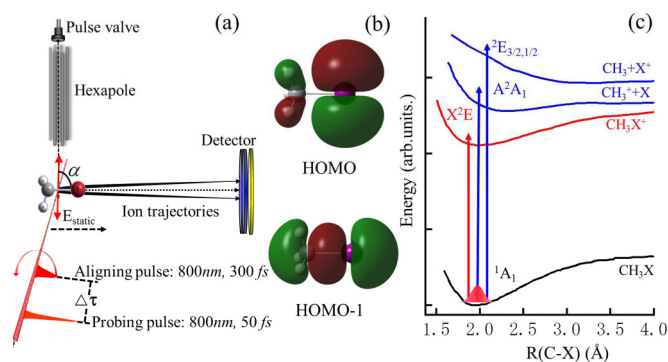 (a)
Pulse valve
Hexapole
α
E_static
Ion trajectories
Detector
Aligning pulse: 800nm, 300 fs
△τ
Probing pulse: 800nm, 50 fs
(b)
HOMO
HOMO-1
(c)
Energy (arb.units.)
²E₃/₂,₁/₂
CH₃+X⁺
A²A₁
CH₃⁺+X
X²E
CH₃X⁺
¹A₁
CH₃X
1.5 2.0 2.5 3.0 3.5 4.0
R(C-X) (Å)